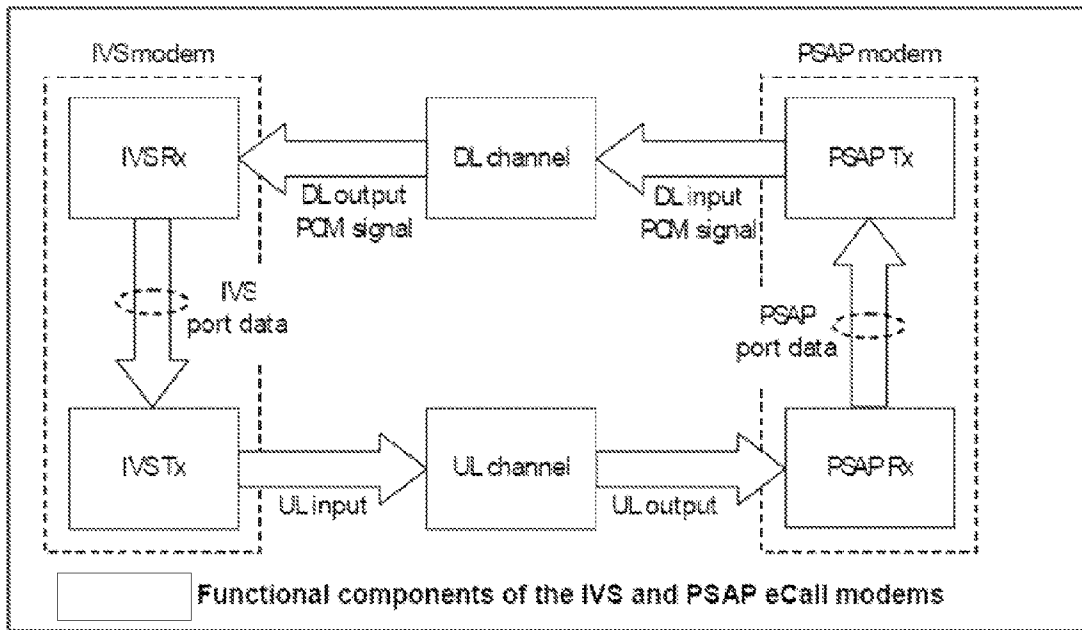 IVS modem
PSAP modem
IVS Rx
DL channel
PSAP Tx
DL output
PCM signal
DL input
PCM signal
IVS
port data
PSAP
port data
IVS Tx
UL channel
PSAP Rx
UL input
UL output
Functional components of the IVS and PSAP eCall modems